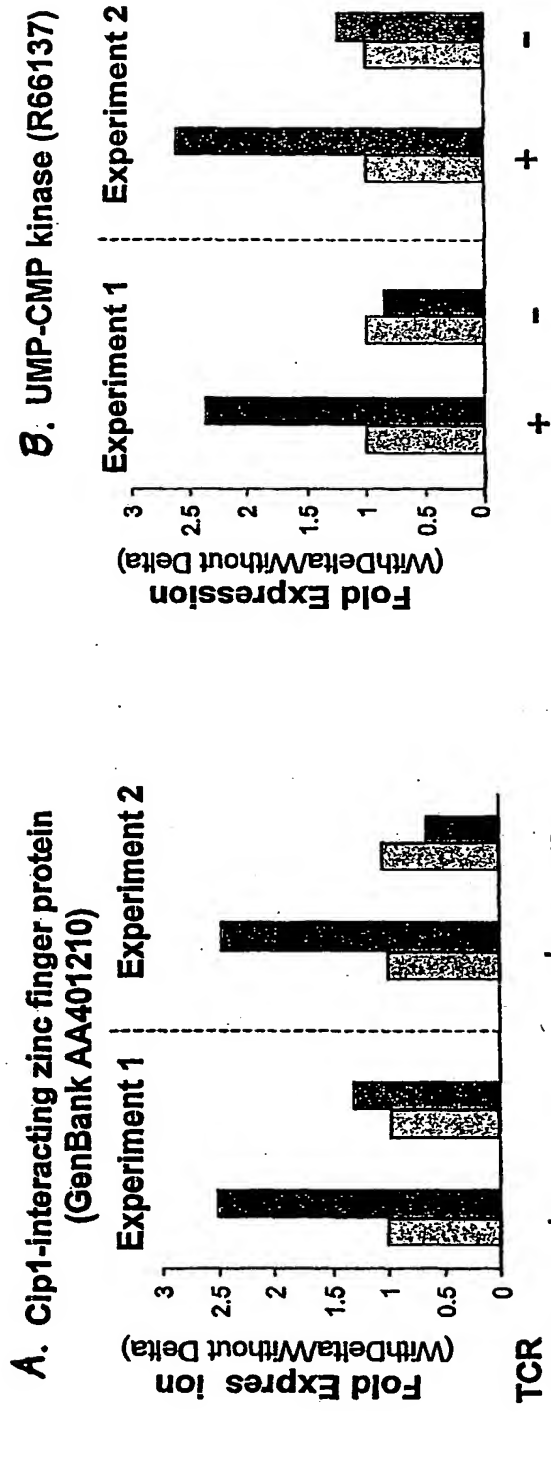 A. Cip1-interacting zinc finger protein
(GenBank AA401210)
Experiment 1
Experiment 2
Fold Expres ion
(WithDelta/Without Delta)
3
2.5
2
1.5
1
0.5
0
TCR
B. UMP-CMP kinase (R66137)
Experiment 1
Experiment 2
Fold Expression
(WithDelta/Without Delta)
3
2.5
2
1.5
1
0.5
0
+
-
+
-